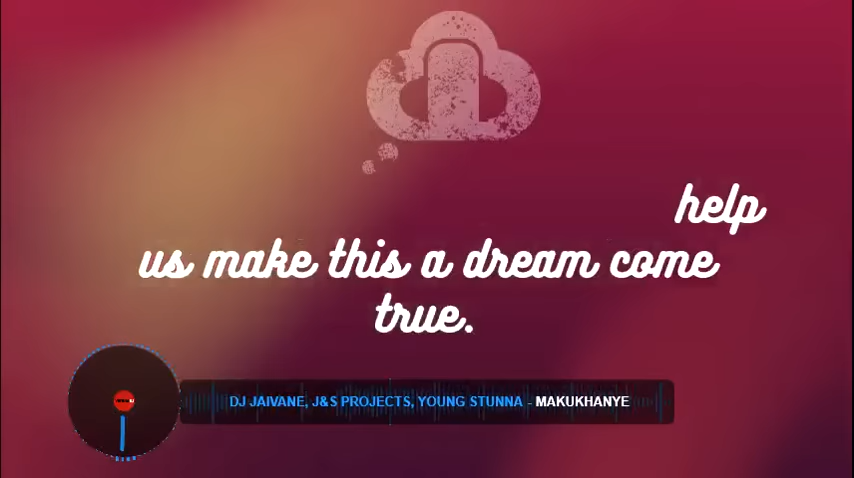 help
us make this a dream come
true.
DJ JAIVANE, J&S PROJECTS, YOUNG STUNNA - MAKUKHANYE